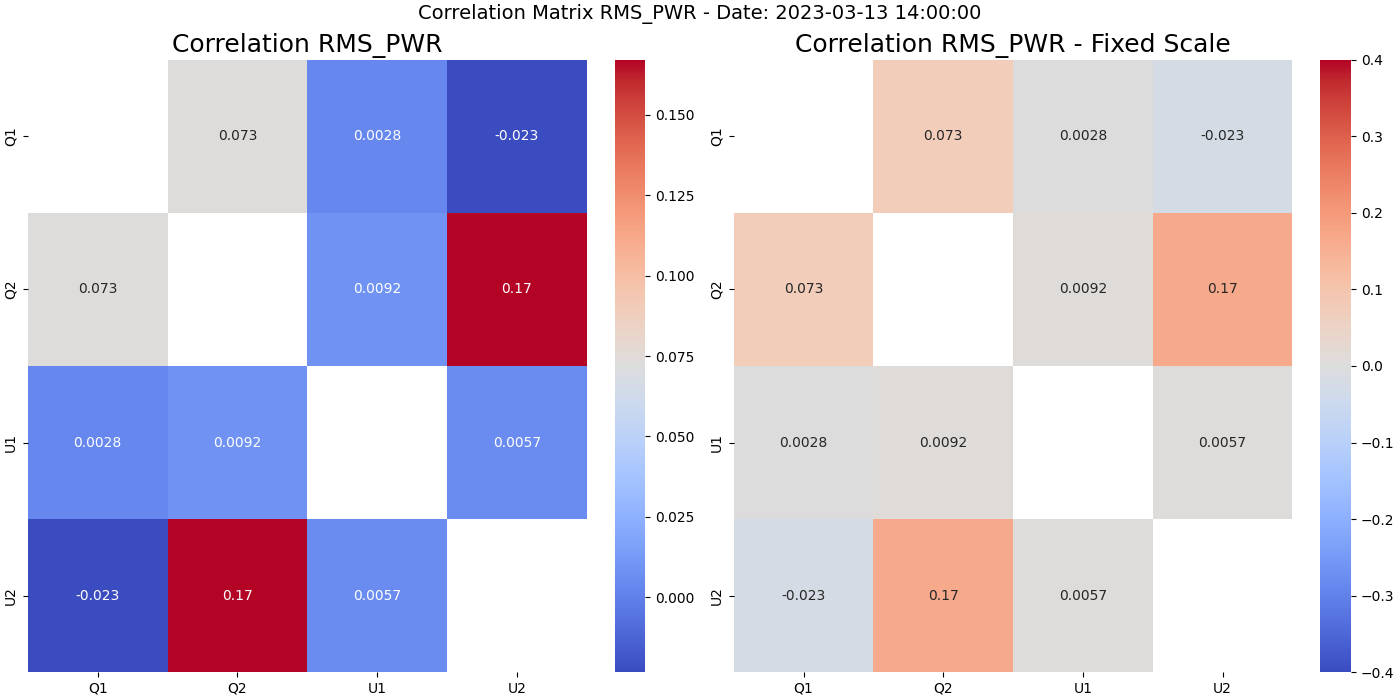 Correlation Matrix RMS_PWR - Date: 2023-03-13 14:00:00
Correlation RMS_PWR
Q1
0.073
0.0028
-0.023
Q2
0.073
0.0092
0.17
U1
0.0028
0.0092
0.0057
U2
-0.023
0.17
0.0057
Q1
Q2
U1
U2
0.150
0.125
0.100
0.075
0.050
0.025
0.000
Correlation RMS_PWR - Fixed Scale
Q1
0.073
0.0028
-0.023
Q2
0.073
0.0092
0.17
U1
0.0028
0.0092
0.0057
U2
-0.023
0.17
0.0057
Q1
Q2
U1
U2
0.4
0.3
0.2
0.1
0.0
−0.1
−0.2
−0.3
−0.4